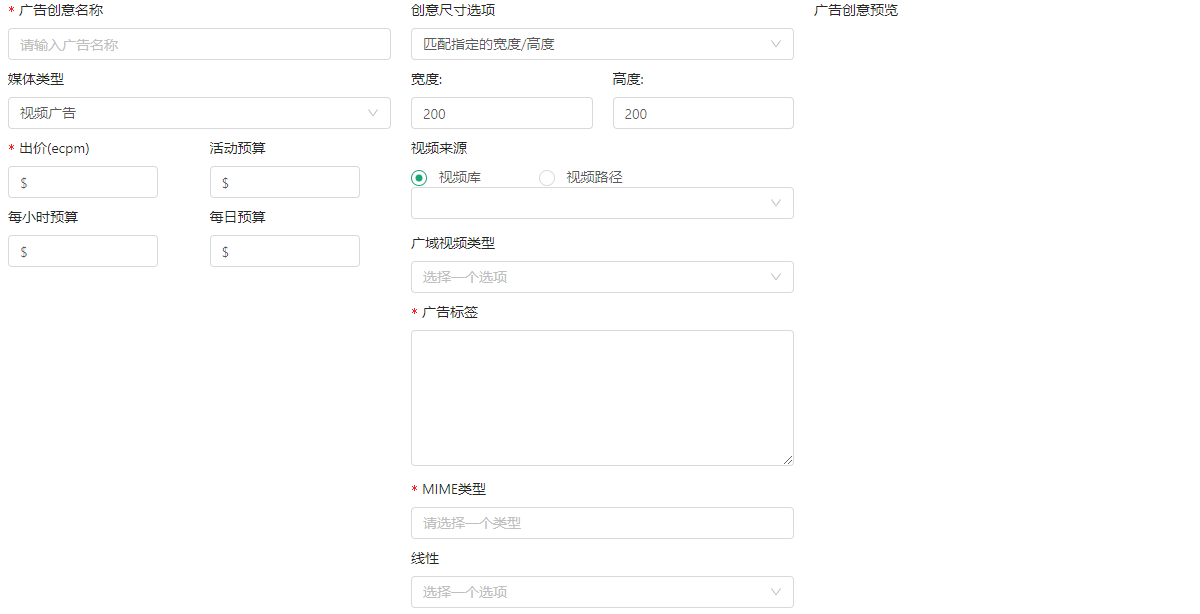 * 广告创意名称
请输入广告名称
媒体类型
视频广告
* 出价(ecpm)
活动预算
$
$
每小时预算
每日预算
$
$
创意尺寸选项
匹配指定的宽度/高度
宽度:
高度:
200
200
视频来源
视频库
视频路径
广域视频类型
选择一个选项
* 广告标签
* MIME类型
请选择一个类型
线性
选择一个选项
广告创意预览